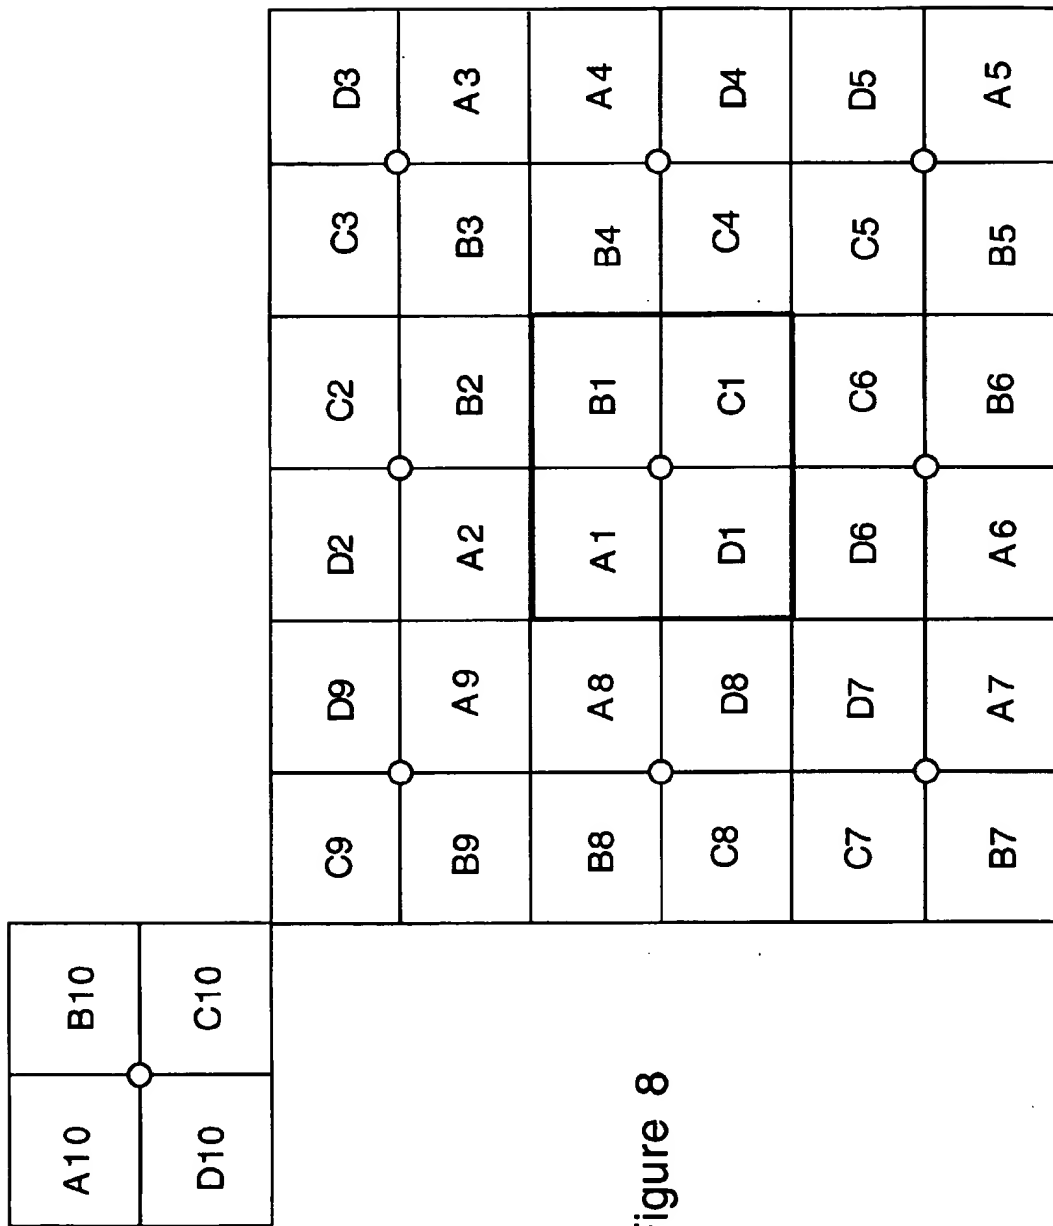 A10 B10
D10 C10
C9 D9 D2 C2 C3 D3
B9 A9 A2 B2 B3 A3
B8 A8 A1 B1 B4 A4
C8 D8 D1 C1 C4 D4
C7 D7 D6 C6 C5 D5
B7 A7 A6 B6 B5 A5
Figure 8